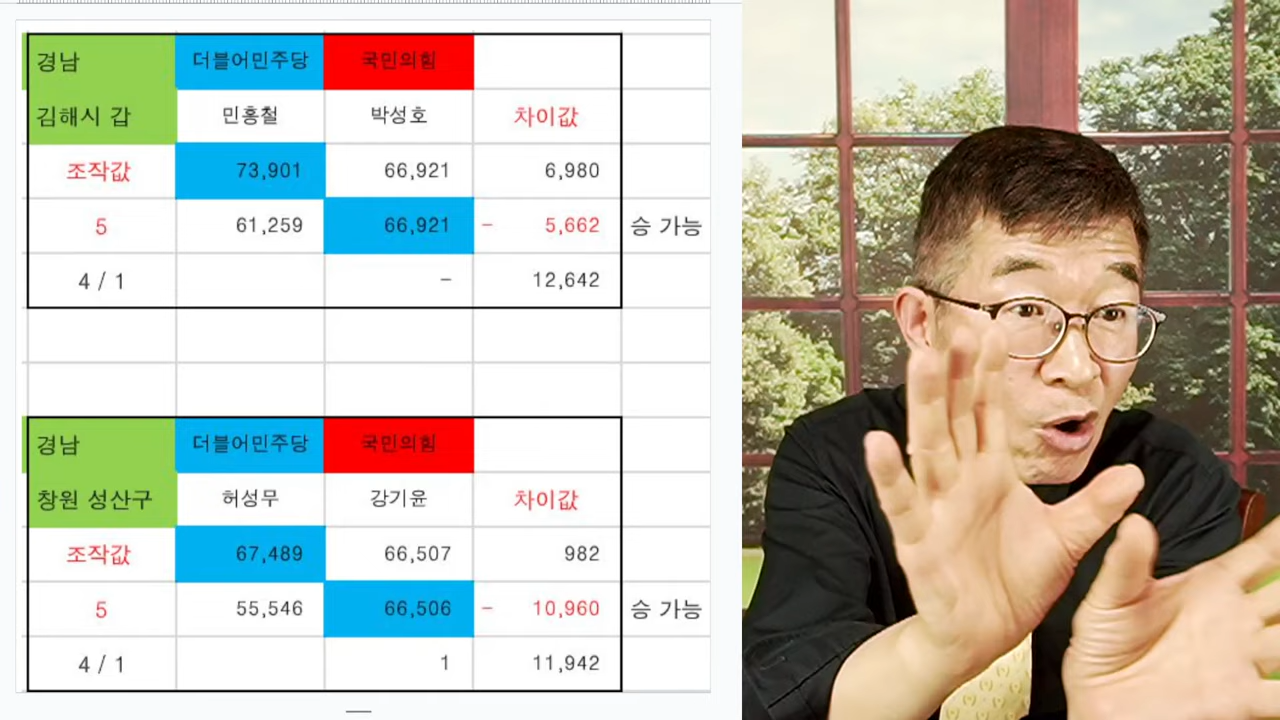 경남 더블어민주당 국민의힘
김해시 갑 민홍철 박성호 차이값
조작값 73,901 66,921 6,980
5 61,259 66,921 - 5,662 승 가능
4 / 1 - 12,642
경남 더블어민주당 국민의힘
창원 성산구 허성무 강기윤 차이값
조작값 67,489 66,507 982
5 55,546 66,506 - 10,960 승 가능
4 / 1 1 11,942